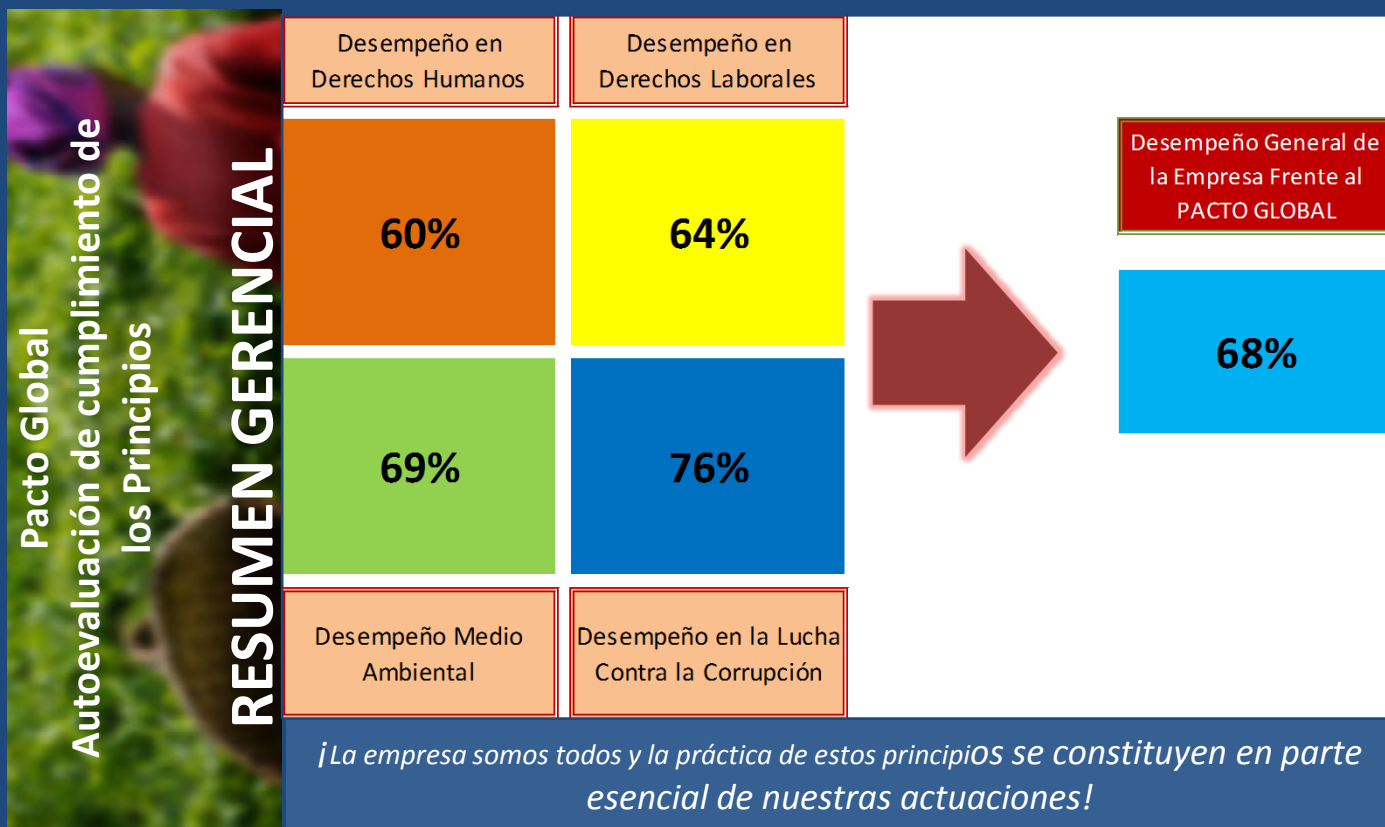 Pacto Global
Autoevaluación de cumplimiento de
los Principios
RESUMEN GERENCIAL
Desempeño en
Derechos Humanos
Desempeño en
Derechos Laborales
60%
64%
69%
76%
Desempeño Medio
Ambiental
Desempeño en la Lucha
Contra la Corrupción
Desempeño General de
la Empresa Frente al
PACTO GLOBAL
68%
¡La empresa somos todos y la práctica de estos principios se constituyen en parte
esencial de nuestras actuaciones!